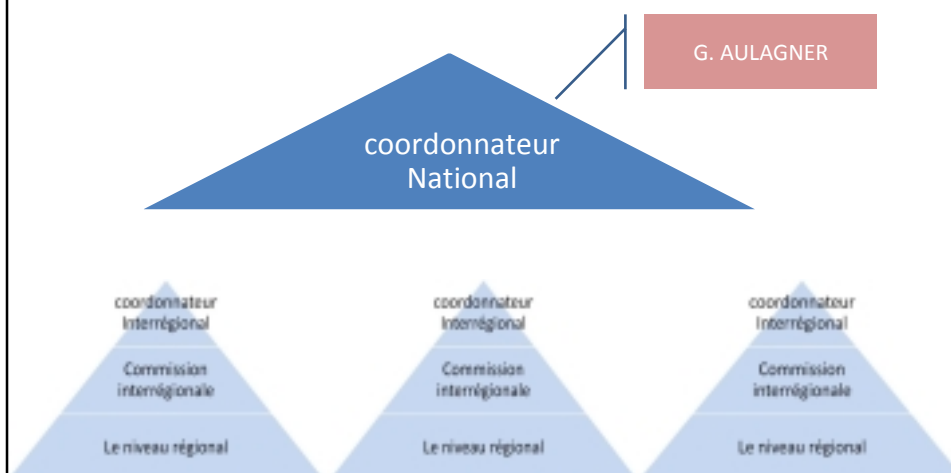 G. AULAGNER
coordonnateur
National
coordonnateur
Interrégional
Commission
interrégionale
Le niveau régional
coordonnateur
Interrégional
Commission
interrégionale
Le niveau régional
coordonnateur
Interrégional
Commission
interrégionale
Le niveau régional